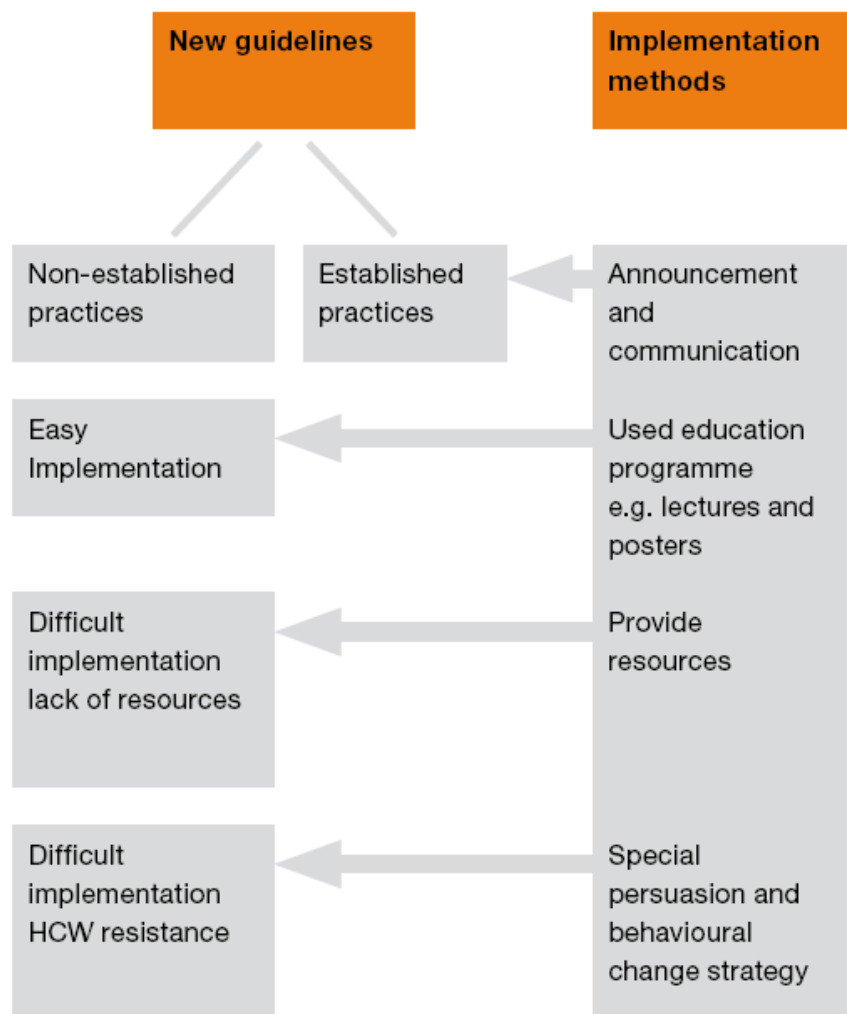 New guidelines
Implementation
methods
Non-established
practices
Established
practices
Announcement
and
communication
Easy
Implementation
Used education
programme
e.g. lectures and
posters
Difficult
implementation
lack of resources
Provide
resources
Difficult
implementation
HCW resistance
Special
persuasion and
behavioural
change strategy